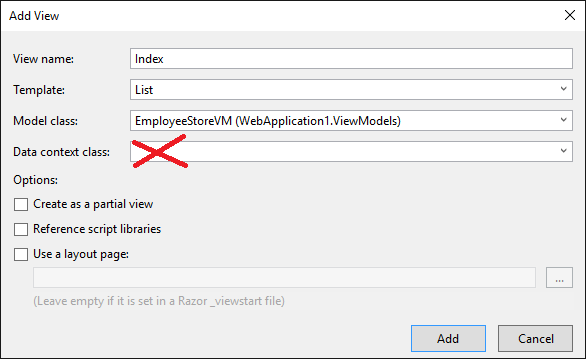 Add View
View name: Index
Template: List
Model class: EmployeeStoreVM (WebApplication1.ViewModels)
Data context class:
Options:
Create as a partial view
Reference script libraries
Use a layout page:
...
(Leave empty if it is set in a Razor _viewstart file)
Add Cancel